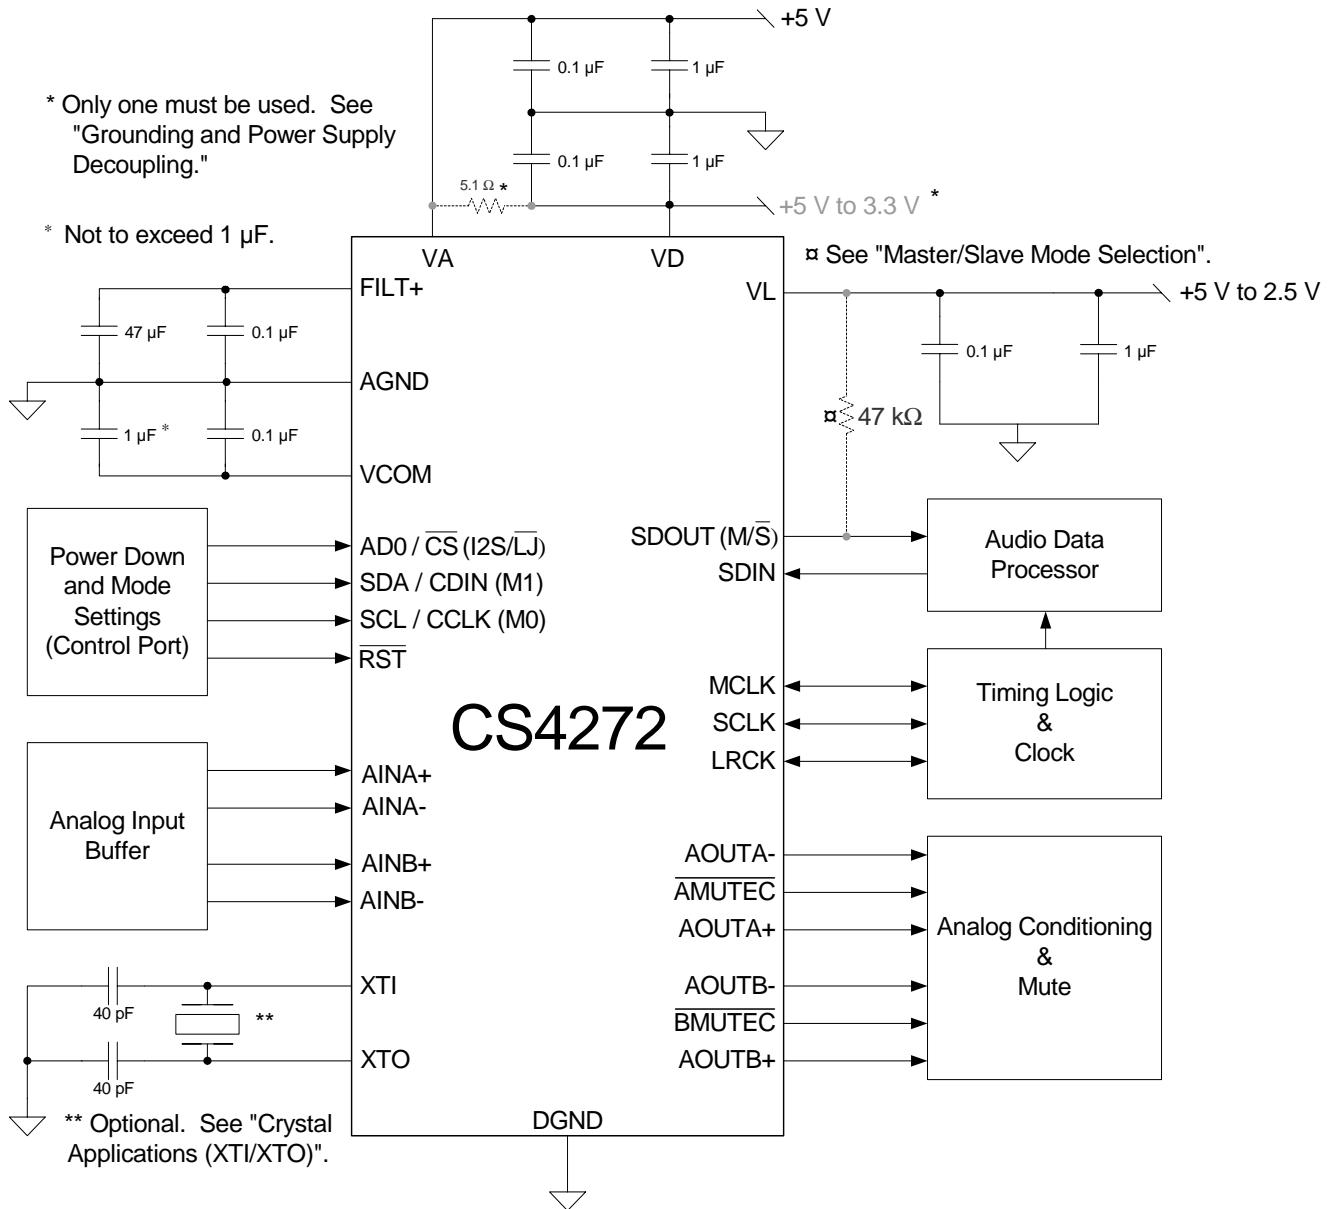 +5 V
0.1 µF
1 µF
* Only one must be used. See
"Grounding and Power Supply
Decoupling."
0.1 µF
1 µF
5.1 Ω *
+5 V to 3.3 V *
* Not to exceed 1 µF.
VA
VD
¤ See "Master/Slave Mode Selection".
FILT+
VL
+5 V to 2.5 V
47 µF
0.1 µF
0.1 µF
1 µF
AGND
¤ 47 kΩ
1 µF *
0.1 µF
VCOM
Power Down
and Mode
Settings
(Control Port)
AD0 / C̅S̅ (I2S/L̅J̅)
SDA / CDIN (M1)
SCL / CCLK (M0)
R̅S̅T̅
SDOUT (M/S̅)
SDIN
Audio Data
Processor
CS4272
MCLK
SCLK
LRCK
Timing Logic
&
Clock
Analog Input
Buffer
AINA+
AINA-
AINB+
AINB-
AOUTA-
A̅M̅U̅T̅E̅C̅
AOUTA+
AOUTB-
B̅M̅U̅T̅E̅C̅
AOUTB+
Analog Conditioning
&
Mute
XTI
40 pF
**
XTO
40 pF
** Optional. See "Crystal
Applications (XTI/XTO)".
DGND